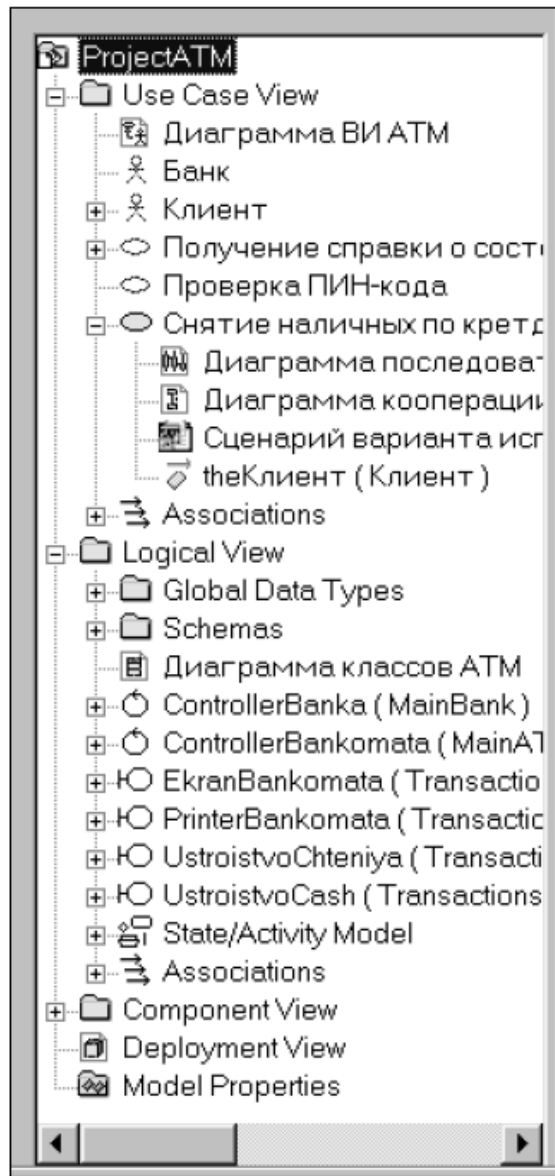 ProjectATM
Use Case View
Диаграмма ВИ АТМ
Банк
Клиент
Получение справки о состо
Проверка ПИН-кода
Снятие наличных по кретд
Диаграмма последоват
Диаграмма кооперации
Сценарий варианта исп
theКлиент ( Клиент )
Associations
Logical View
Global Data Types
Schemas
Диаграмма классов АТМ
ControllerBanka ( MainBank )
ControllerBankomata ( MainAT
EkranBankomata ( Transactio
PrinterBankomata ( Transactic
UstroistvoChteniya ( Transacti
UstroistvoCash ( Transactions
State/Activity Model
Associations
Component View
Deployment View
Model Properties